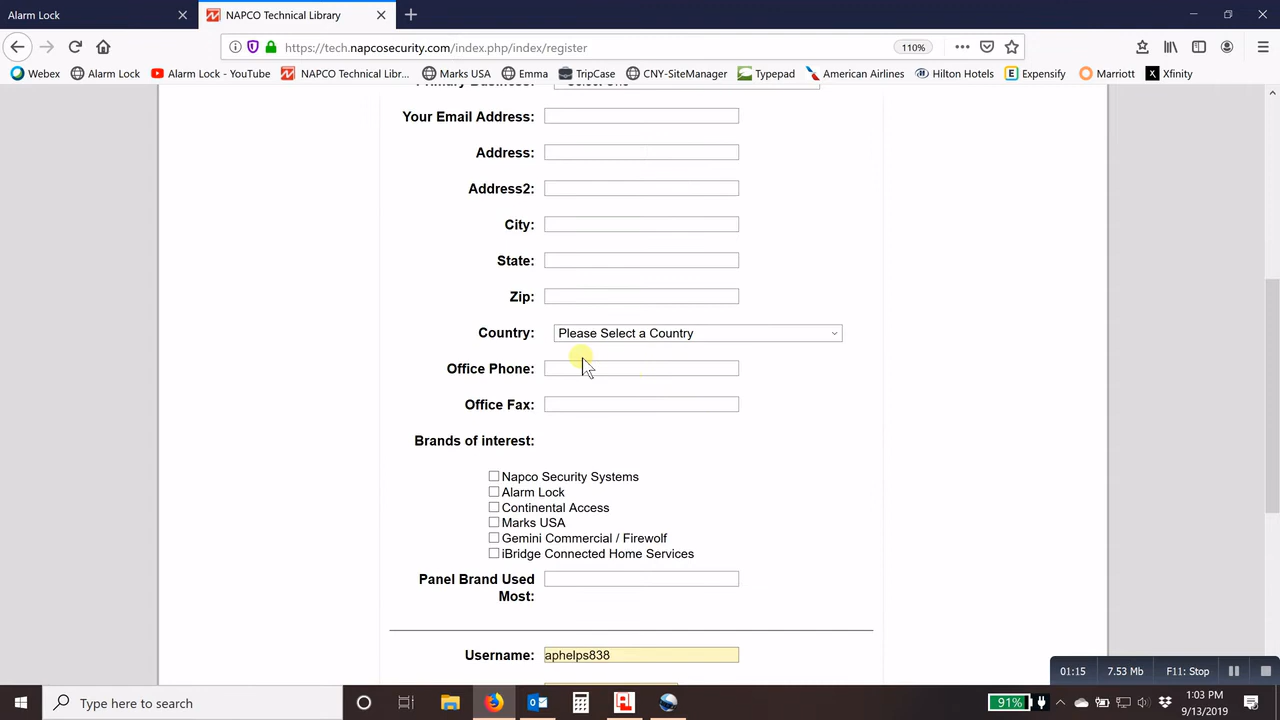 Alarm Lock
NAPCO Technical Library
https://tech.napcosecurity.com/index.php/index/register
110%
Webex
Alarm Lock
Alarm Lock - YouTube
NAPCO Technical Libr...
Marks USA
Emma
TripCase
CNY-SiteManager
Typepad
American Airlines
Hilton Hotels
Expensify
Marriott
Xfinity
Primary Business:
Your Email Address:
Address:
Address2:
City:
State:
Zip:
Country: Please Select a Country
Office Phone:
Office Fax:
Brands of interest:
Napco Security Systems
Alarm Lock
Continental Access
Marks USA
Gemini Commercial / Firewolf
iBridge Connected Home Services
Panel Brand Used
Most:
Username: aphelps838
01:15 7.53 Mb F11: Stop
Type here to search
91%
1:03 PM
9/13/2019